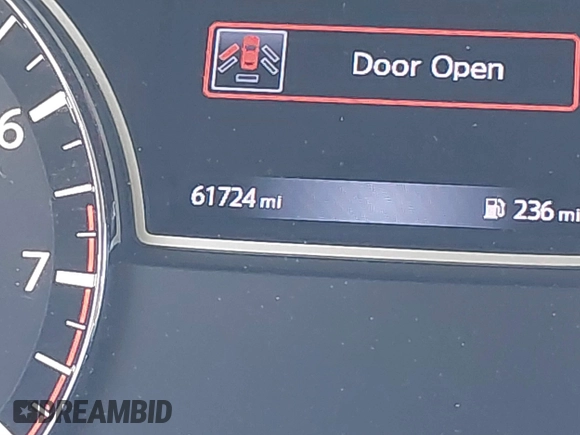 Door Open
6
61724 mi
236 mi
7
DREAMBID